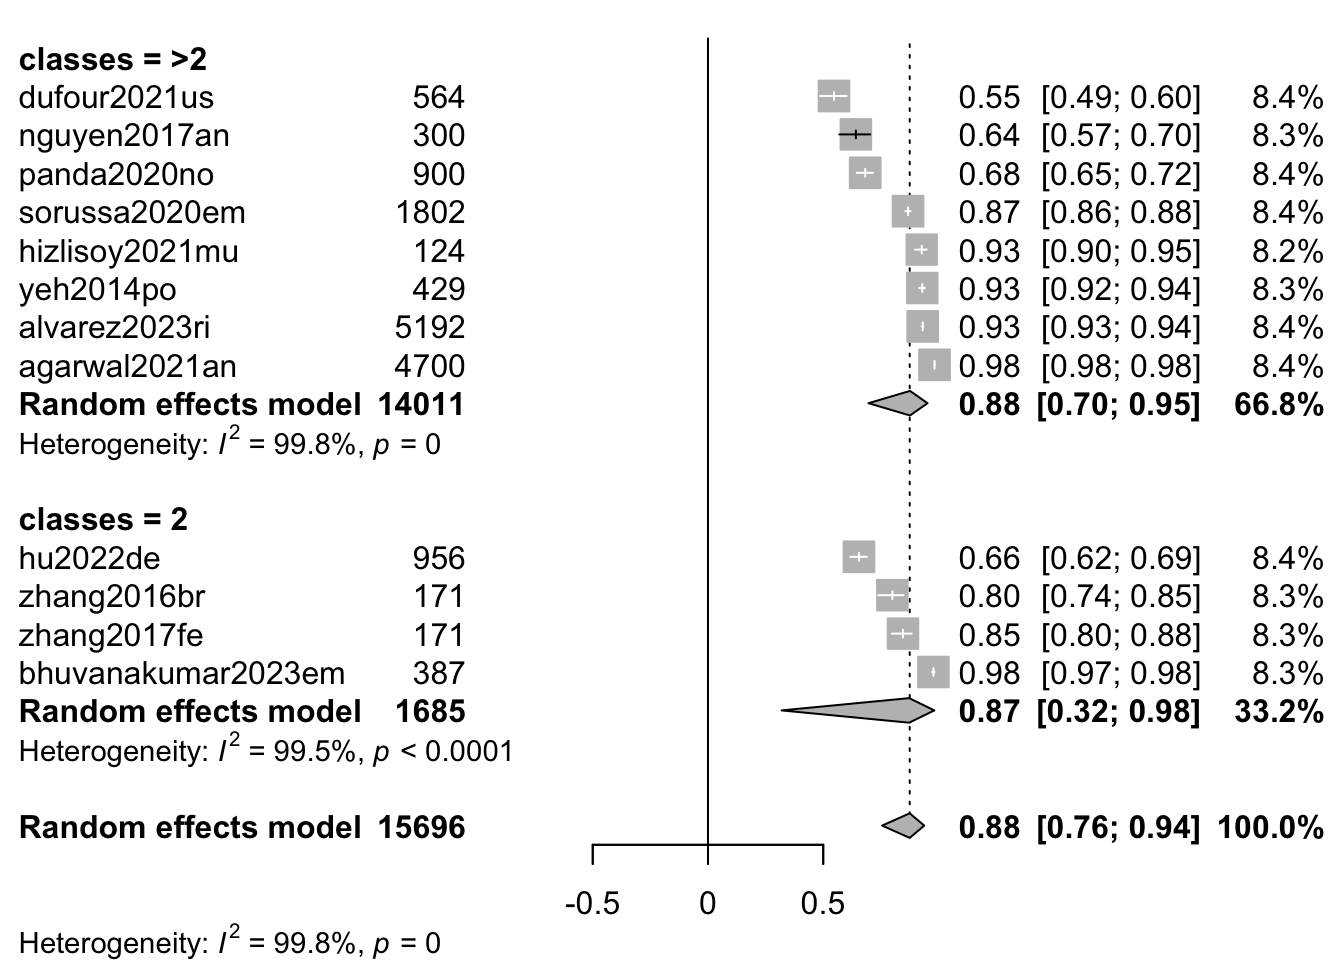 classes = >2
dufour2021us 564 0.55 [0.49; 0.60] 8.4%
nguyen2017an 300 0.64 [0.57; 0.70] 8.3%
panda2020no 900 0.68 [0.65; 0.72] 8.4%
sorussa2020em 1802 0.87 [0.86; 0.88] 8.4%
hizlisoy2021mu 124 0.93 [0.90; 0.95] 8.2%
yeh2014po 429 0.93 [0.92; 0.94] 8.3%
alvarez2023ri 5192 0.93 [0.93; 0.94] 8.4%
agarwal2021an 4700 0.98 [0.98; 0.98] 8.4%
Random effects model 14011 0.88 [0.70; 0.95] 66.8%
Heterogeneity: I² = 99.8%, p = 0
classes = 2
hu2022de 956 0.66 [0.62; 0.69] 8.4%
zhang2016br 171 0.80 [0.74; 0.85] 8.3%
zhang2017fe 171 0.85 [0.80; 0.88] 8.3%
bhuvanakumar2023em 387 0.98 [0.97; 0.98] 8.3%
Random effects model 1685 0.87 [0.32; 0.98] 33.2%
Heterogeneity: I² = 99.5%, p < 0.0001
Random effects model 15696 0.88 [0.76; 0.94] 100.0%
-0.5 0 0.5
Heterogeneity: I² = 99.8%, p = 0